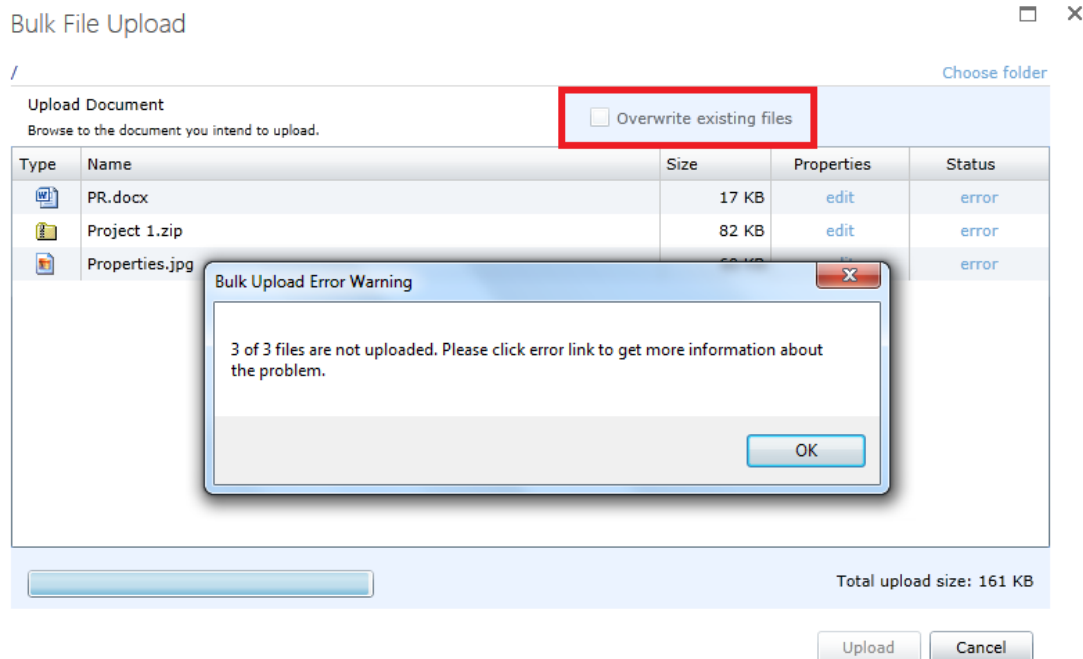 Bulk File Upload
/
Choose folder
Upload Document
Overwrite existing files
Browse to the document you intend to upload.
Type Name Size Properties Status
PR.docx 17 KB edit error
Project 1.zip 82 KB edit error
Properties.jpg error
Bulk Upload Error Warning
3 of 3 files are not uploaded. Please click error link to get more information about
the problem.
OK
Total upload size: 161 KB
Upload Cancel